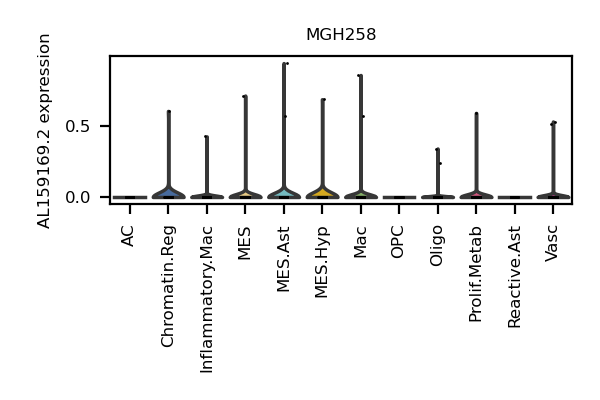 MGH258
AL159169.2 expression
0.5
0.0
AC
Chromatin.Reg
Inflammatory.Mac
MES
MES.Ast
MES.Hyp
Mac
OPC
Oligo
Prolif.Metab
Reactive.Ast
Vasc